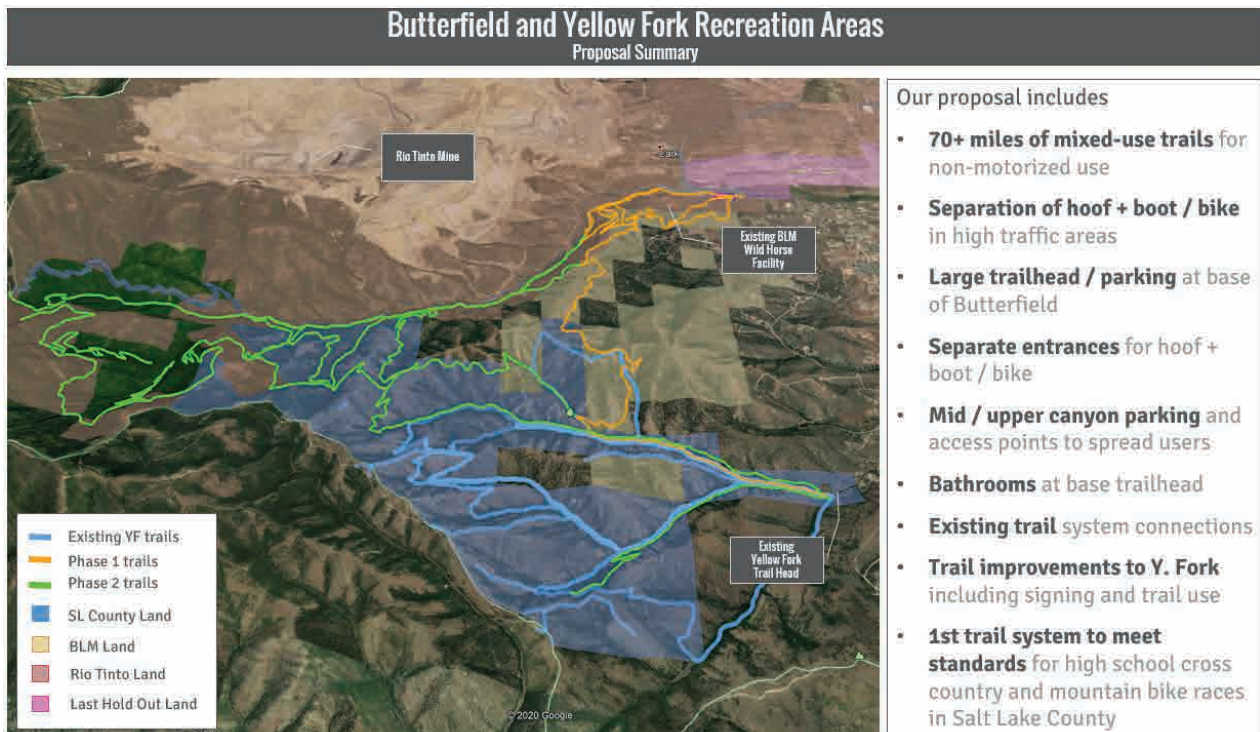 Butterfield and Yellow Fork Recreation Areas
Proposal Summary
Rio Tinto Mine
Lark
Existing BLM
Wild Horse
Facility
Existing
Yellow Fork
Trail Head
Existing YF trails
Phase 1 trails
Phase 2 trails
SL County Land
BLM Land
Rio Tinto Land
Last Hold Out Land
© 2020 Google
Our proposal includes
• 70+ miles of mixed-use trails for
non-motorized use
• Separation of hoof + boot / bike
in high traffic areas
• Large trailhead / parking at base
of Butterfield
• Separate entrances for hoof +
boot / bike
• Mid / upper canyon parking and
access points to spread users
• Bathrooms at base trailhead
• Existing trail system connections
• Trail improvements to Y. Fork
including signing and trail use
• 1st trail system to meet
standards for high school cross
country and mountain bike races
in Salt Lake County